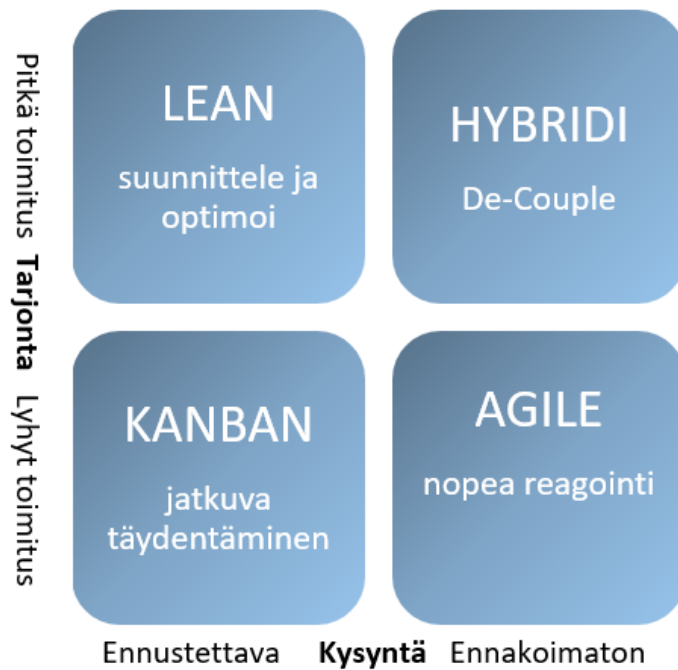 LEAN
suunnittele ja
optimoi
HYBRIDI
De-Couple
KANBAN
jatkuva
täydentäminen
AGILE
nopea reagointi
Pitkä toimitus Tarjonta Lyhyt toimitus
Ennustettava Kysyntä Ennakoimaton